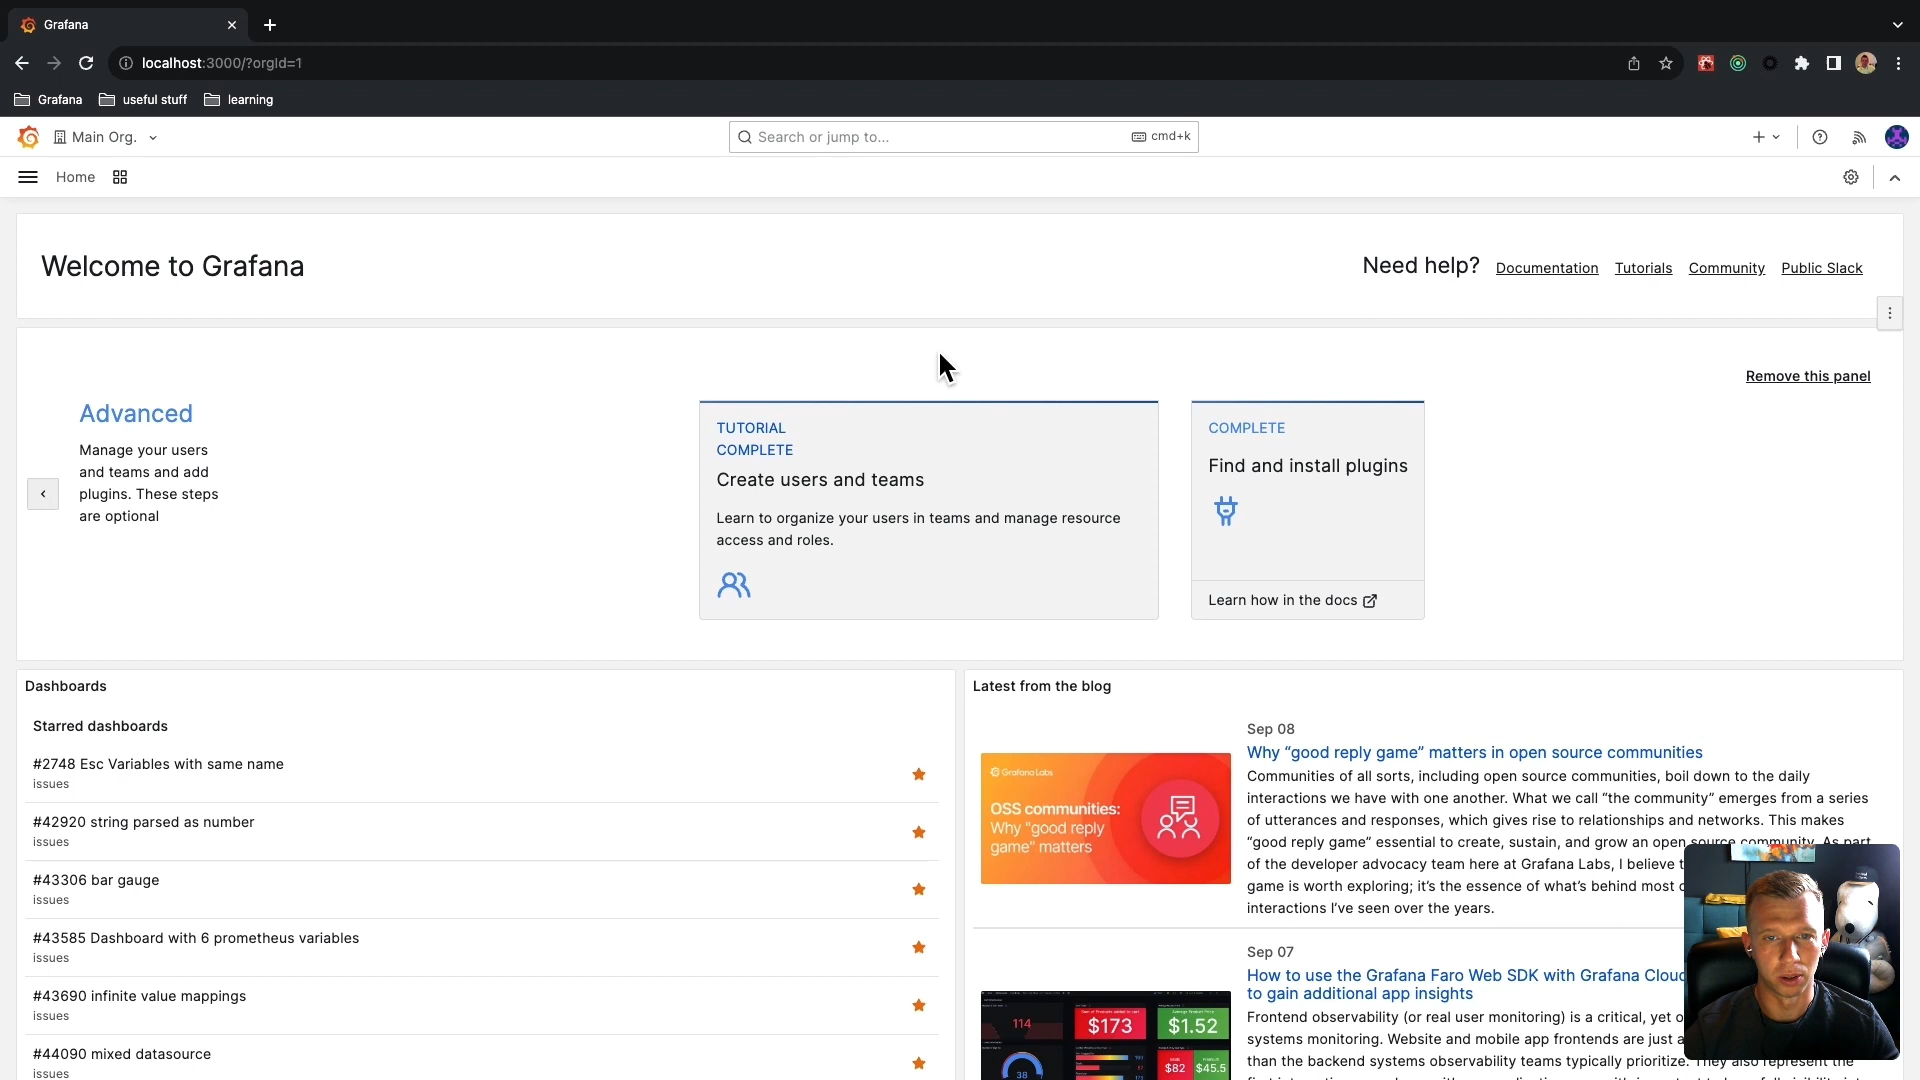 Grafana
localhost:3000/?orgId=1
Grafana
useful stuff
learning
Main Org.
Search or jump to...
cmd+k
Home
Welcome to Grafana
Need help?
Documentation
Tutorials
Community
Public Slack
Remove this panel
Advanced
Manage your users
and teams and add
plugins. These steps
are optional
TUTORIAL
COMPLETE
Create users and teams
Learn to organize your users in teams and manage resource
access and roles.
COMPLETE
Find and install plugins
Learn how in the docs
Dashboards
Starred dashboards
#2748 Esc Variables with same name
issues
#42920 string parsed as number
issues
#43306 bar gauge
issues
#43585 Dashboard with 6 prometheus variables
issues
#43690 infinite value mappings
issues
#44090 mixed datasource
issues
Latest from the blog
Grafana Labs
OSS communities:
Why "good reply
game" matters
Sep 08
Why “good reply game” matters in open source communities
Communities of all sorts, including open source communities, boil down to the daily
interactions we have with one another. What we call “the community” emerges from a series
of utterances and responses, which gives rise to relationships and networks. This makes
“good reply game” essential to create, sustain, and grow an open source community. As part
of the developer advocacy team here at Grafana Labs, I believe t
game is worth exploring; it’s the essence of what’s behind most
interactions I’ve seen over the years.
114
$173
$1.52
38
$82
$45.5
Sep 07
How to use the Grafana Faro Web SDK with Grafana Cloud
to gain additional app insights
Frontend observability (or real user monitoring) is a critical, yet o
systems monitoring. Website and mobile app frontends are just a
than the backend systems observability teams typically prioritize. They also represent the